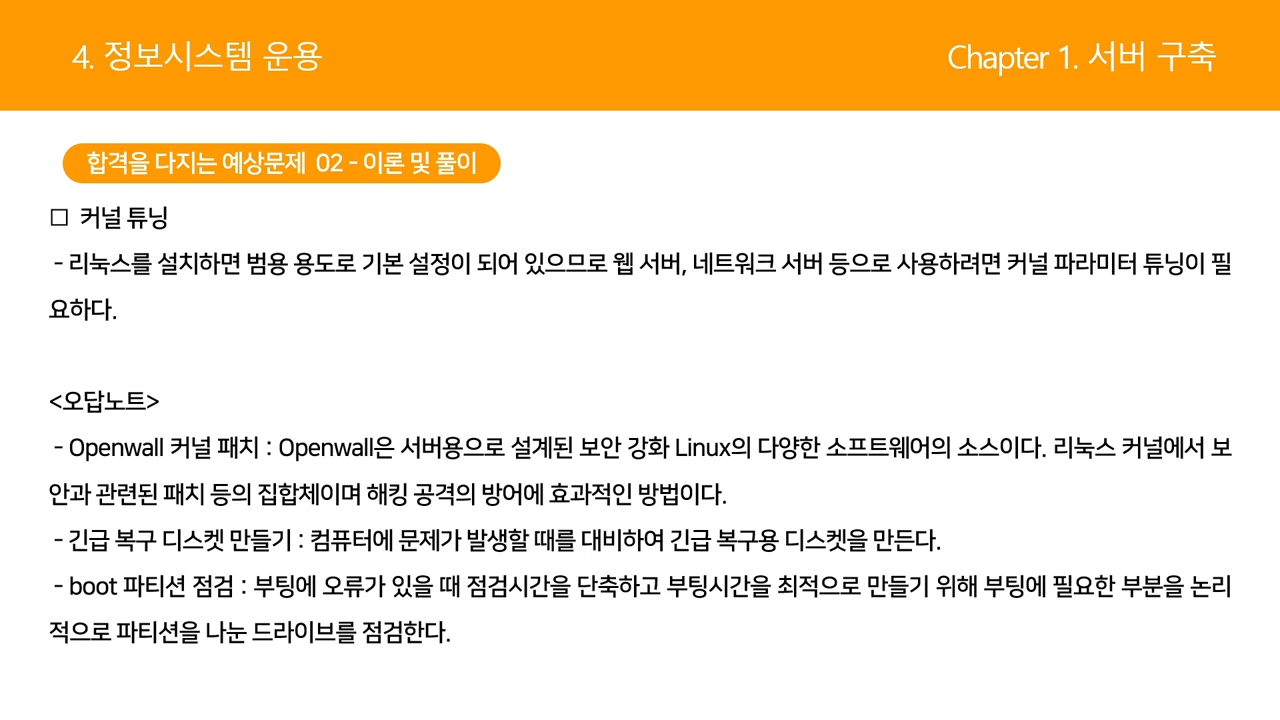 4. 정보시스템 운용
Chapter 1. 서버 구축
합격을 다지는 예상문제 02 - 이론 및 풀이
□ 커널 튜닝
- 리눅스를 설치하면 범용 용도로 기본 설정이 되어 있으므로 웹 서버, 네트워크 서버 등으로 사용하려면 커널 파라미터 튜닝이 필
요하다.
<오답노트>
- Openwall 커널 패치 : Openwall은 서버용으로 설계된 보안 강화 Linux의 다양한 소프트웨어의 소스이다. 리눅스 커널에서 보
안과 관련된 패치 등의 집합체이며 해킹 공격의 방어에 효과적인 방법이다.
- 긴급 복구 디스켓 만들기 : 컴퓨터에 문제가 발생할 때를 대비하여 긴급 복구용 디스켓을 만든다.
- boot 파티션 점검 : 부팅에 오류가 있을 때 점검시간을 단축하고 부팅시간을 최적으로 만들기 위해 부팅에 필요한 부분을 논리
적으로 파티션을 나눈 드라이브를 점검한다.